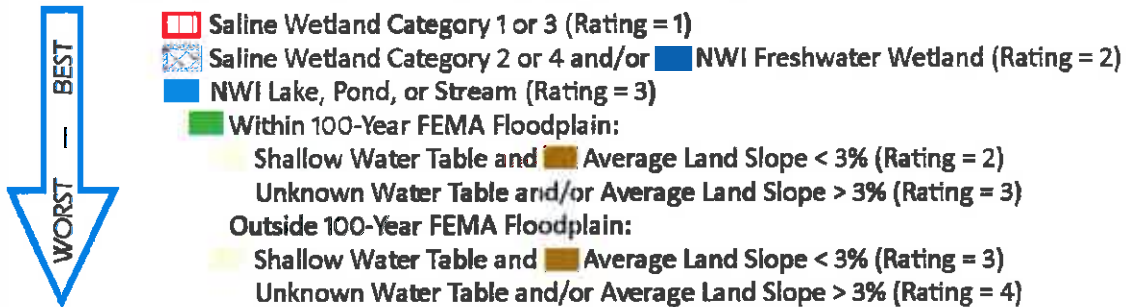 WORST — BEST
Saline Wetland Category 1 or 3 (Rating = 1)
Saline Wetland Category 2 or 4 and/or NWI Freshwater Wetland (Rating = 2)
NWI Lake, Pond, or Stream (Rating = 3)
Within 100-Year FEMA Floodplain:
Shallow Water Table and Average Land Slope < 3% (Rating = 2)
Unknown Water Table and/or Average Land Slope > 3% (Rating = 3)
Outside 100-Year FEMA Floodplain:
Shallow Water Table and Average Land Slope < 3% (Rating = 3)
Unknown Water Table and/or Average Land Slope > 3% (Rating = 4)